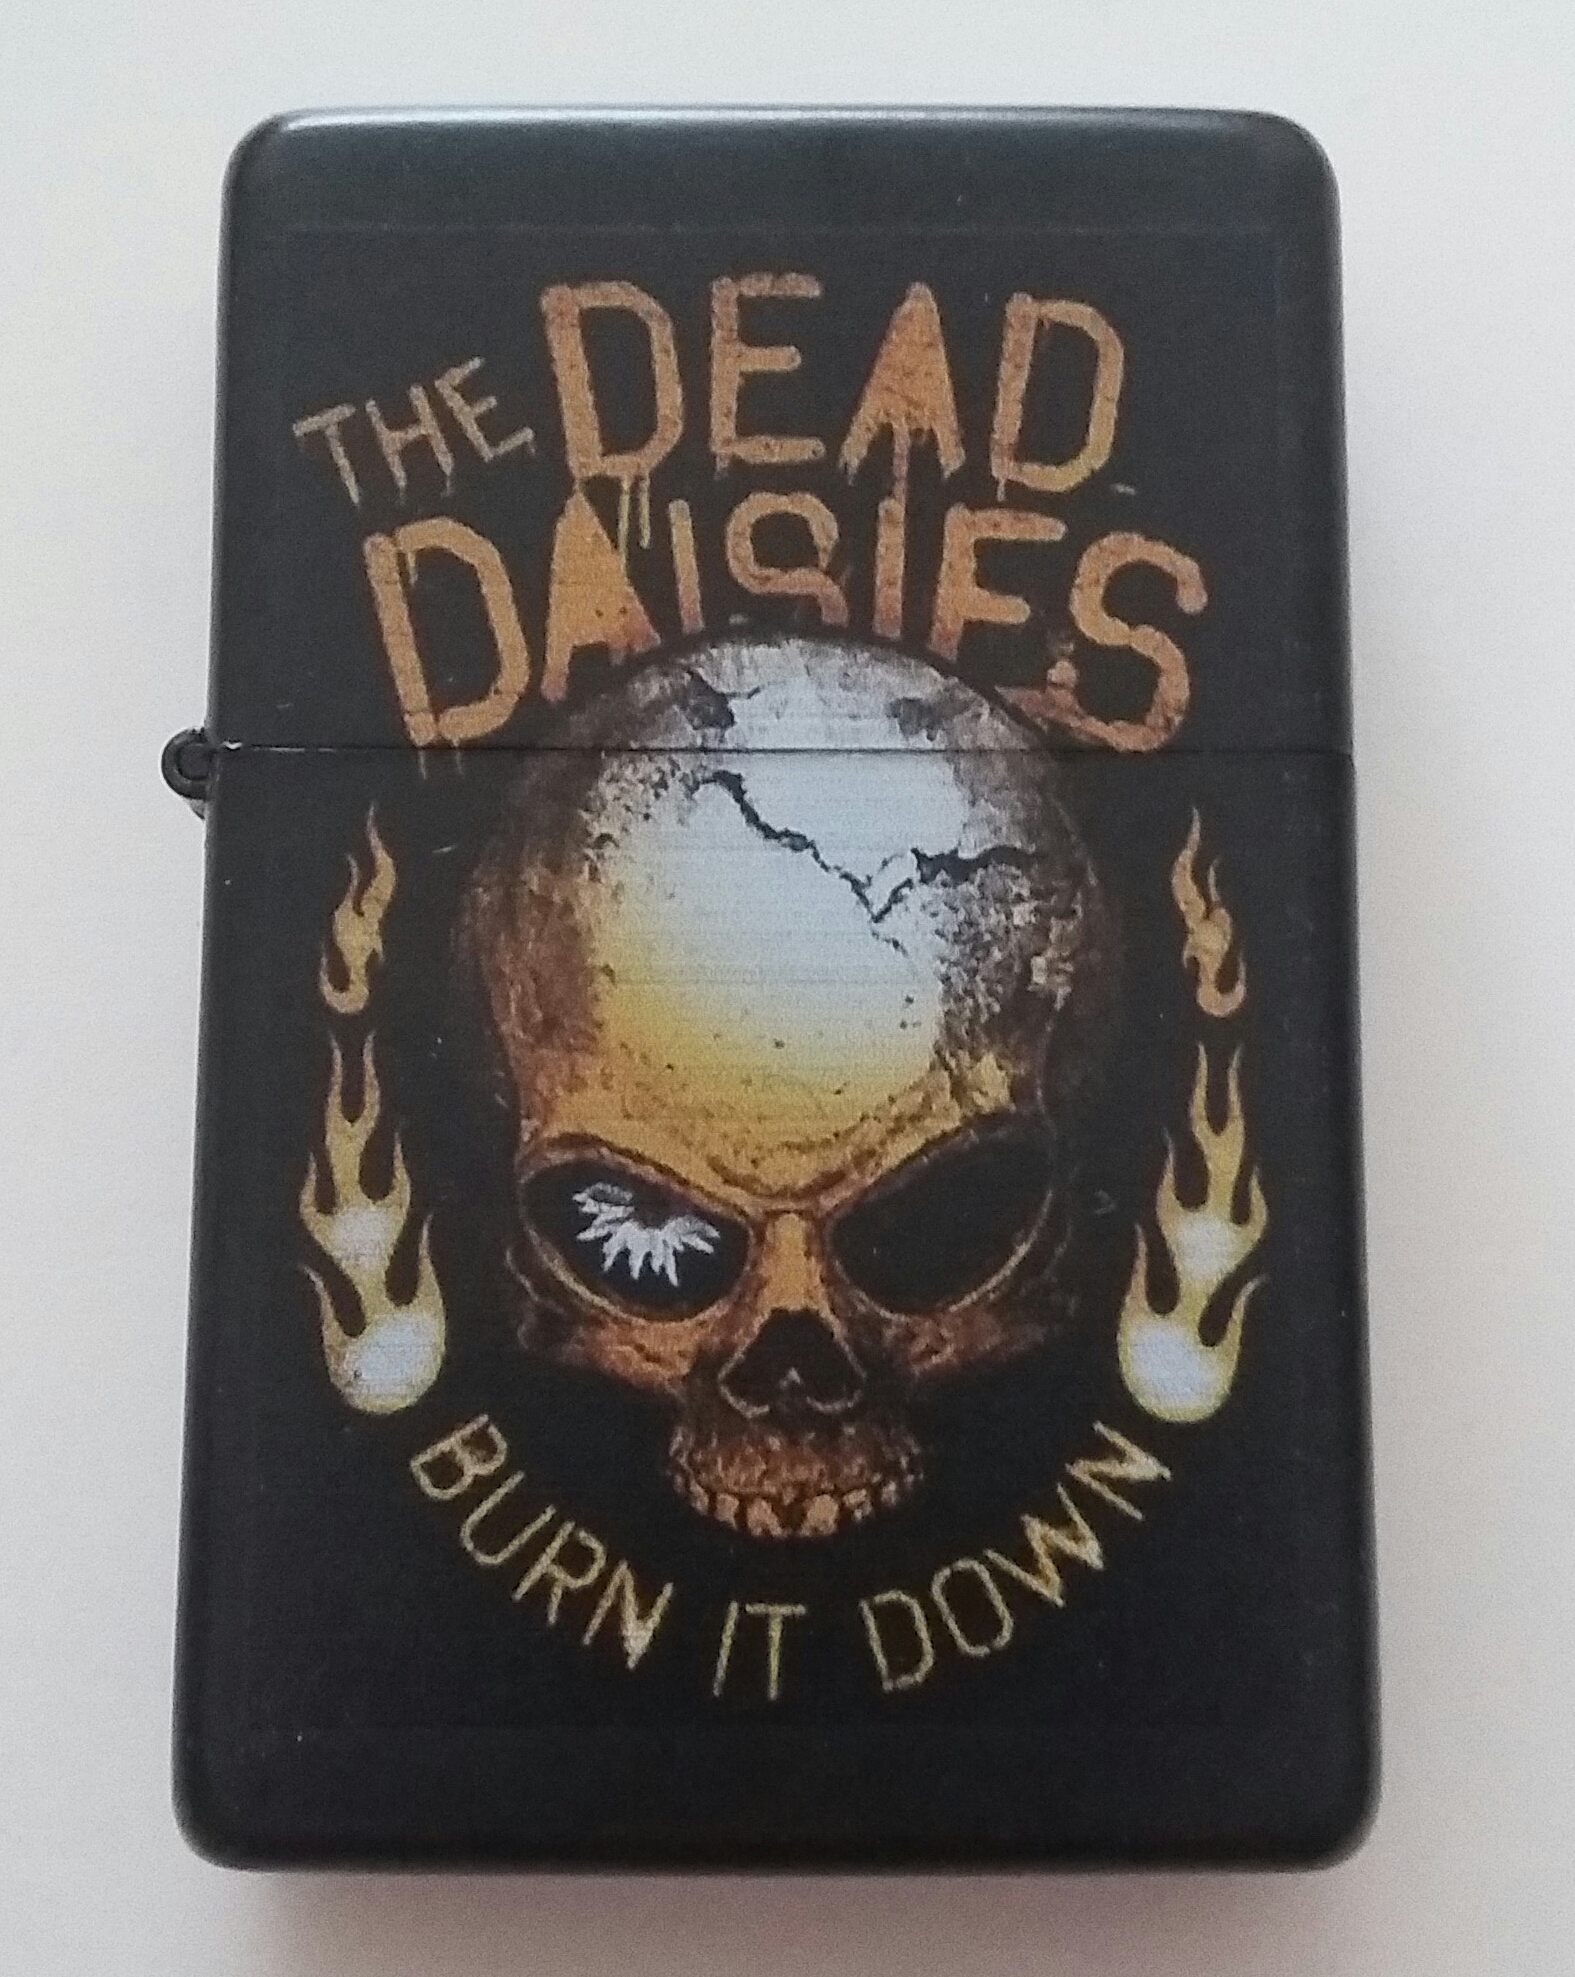 THE DEAD
DAISIES
BURN IT DOWN